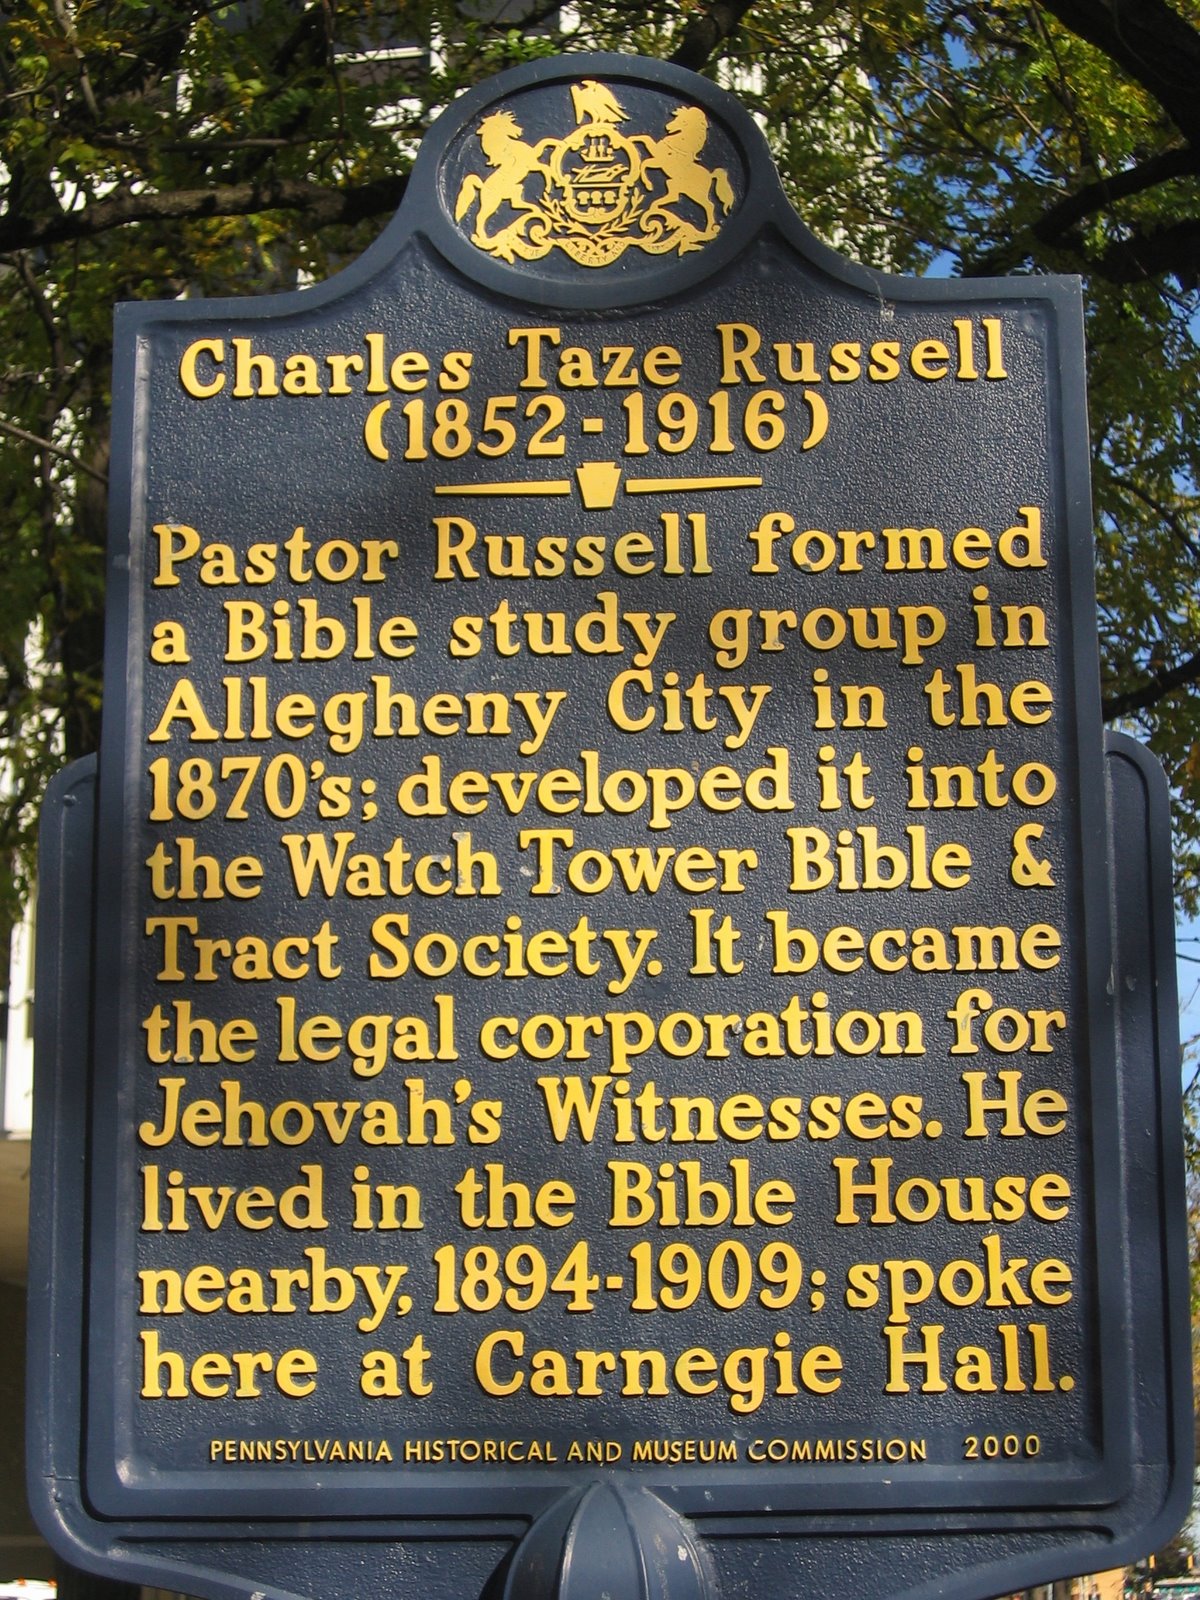 Charles Taze Russell
(1852-1916)
Pastor Russell formed
a Bible study group in
Allegheny City in the
1870's; developed it into
the Watch Tower Bible &
Tract Society. It became
the legal corporation for
Jehovah's Witnesses. He
lived in the Bible House
nearby, 1894-1909; spoke
here at Carnegie Hall.
PENNSYLVANIA HISTORICAL AND MUSEUM COMMISSION 2000